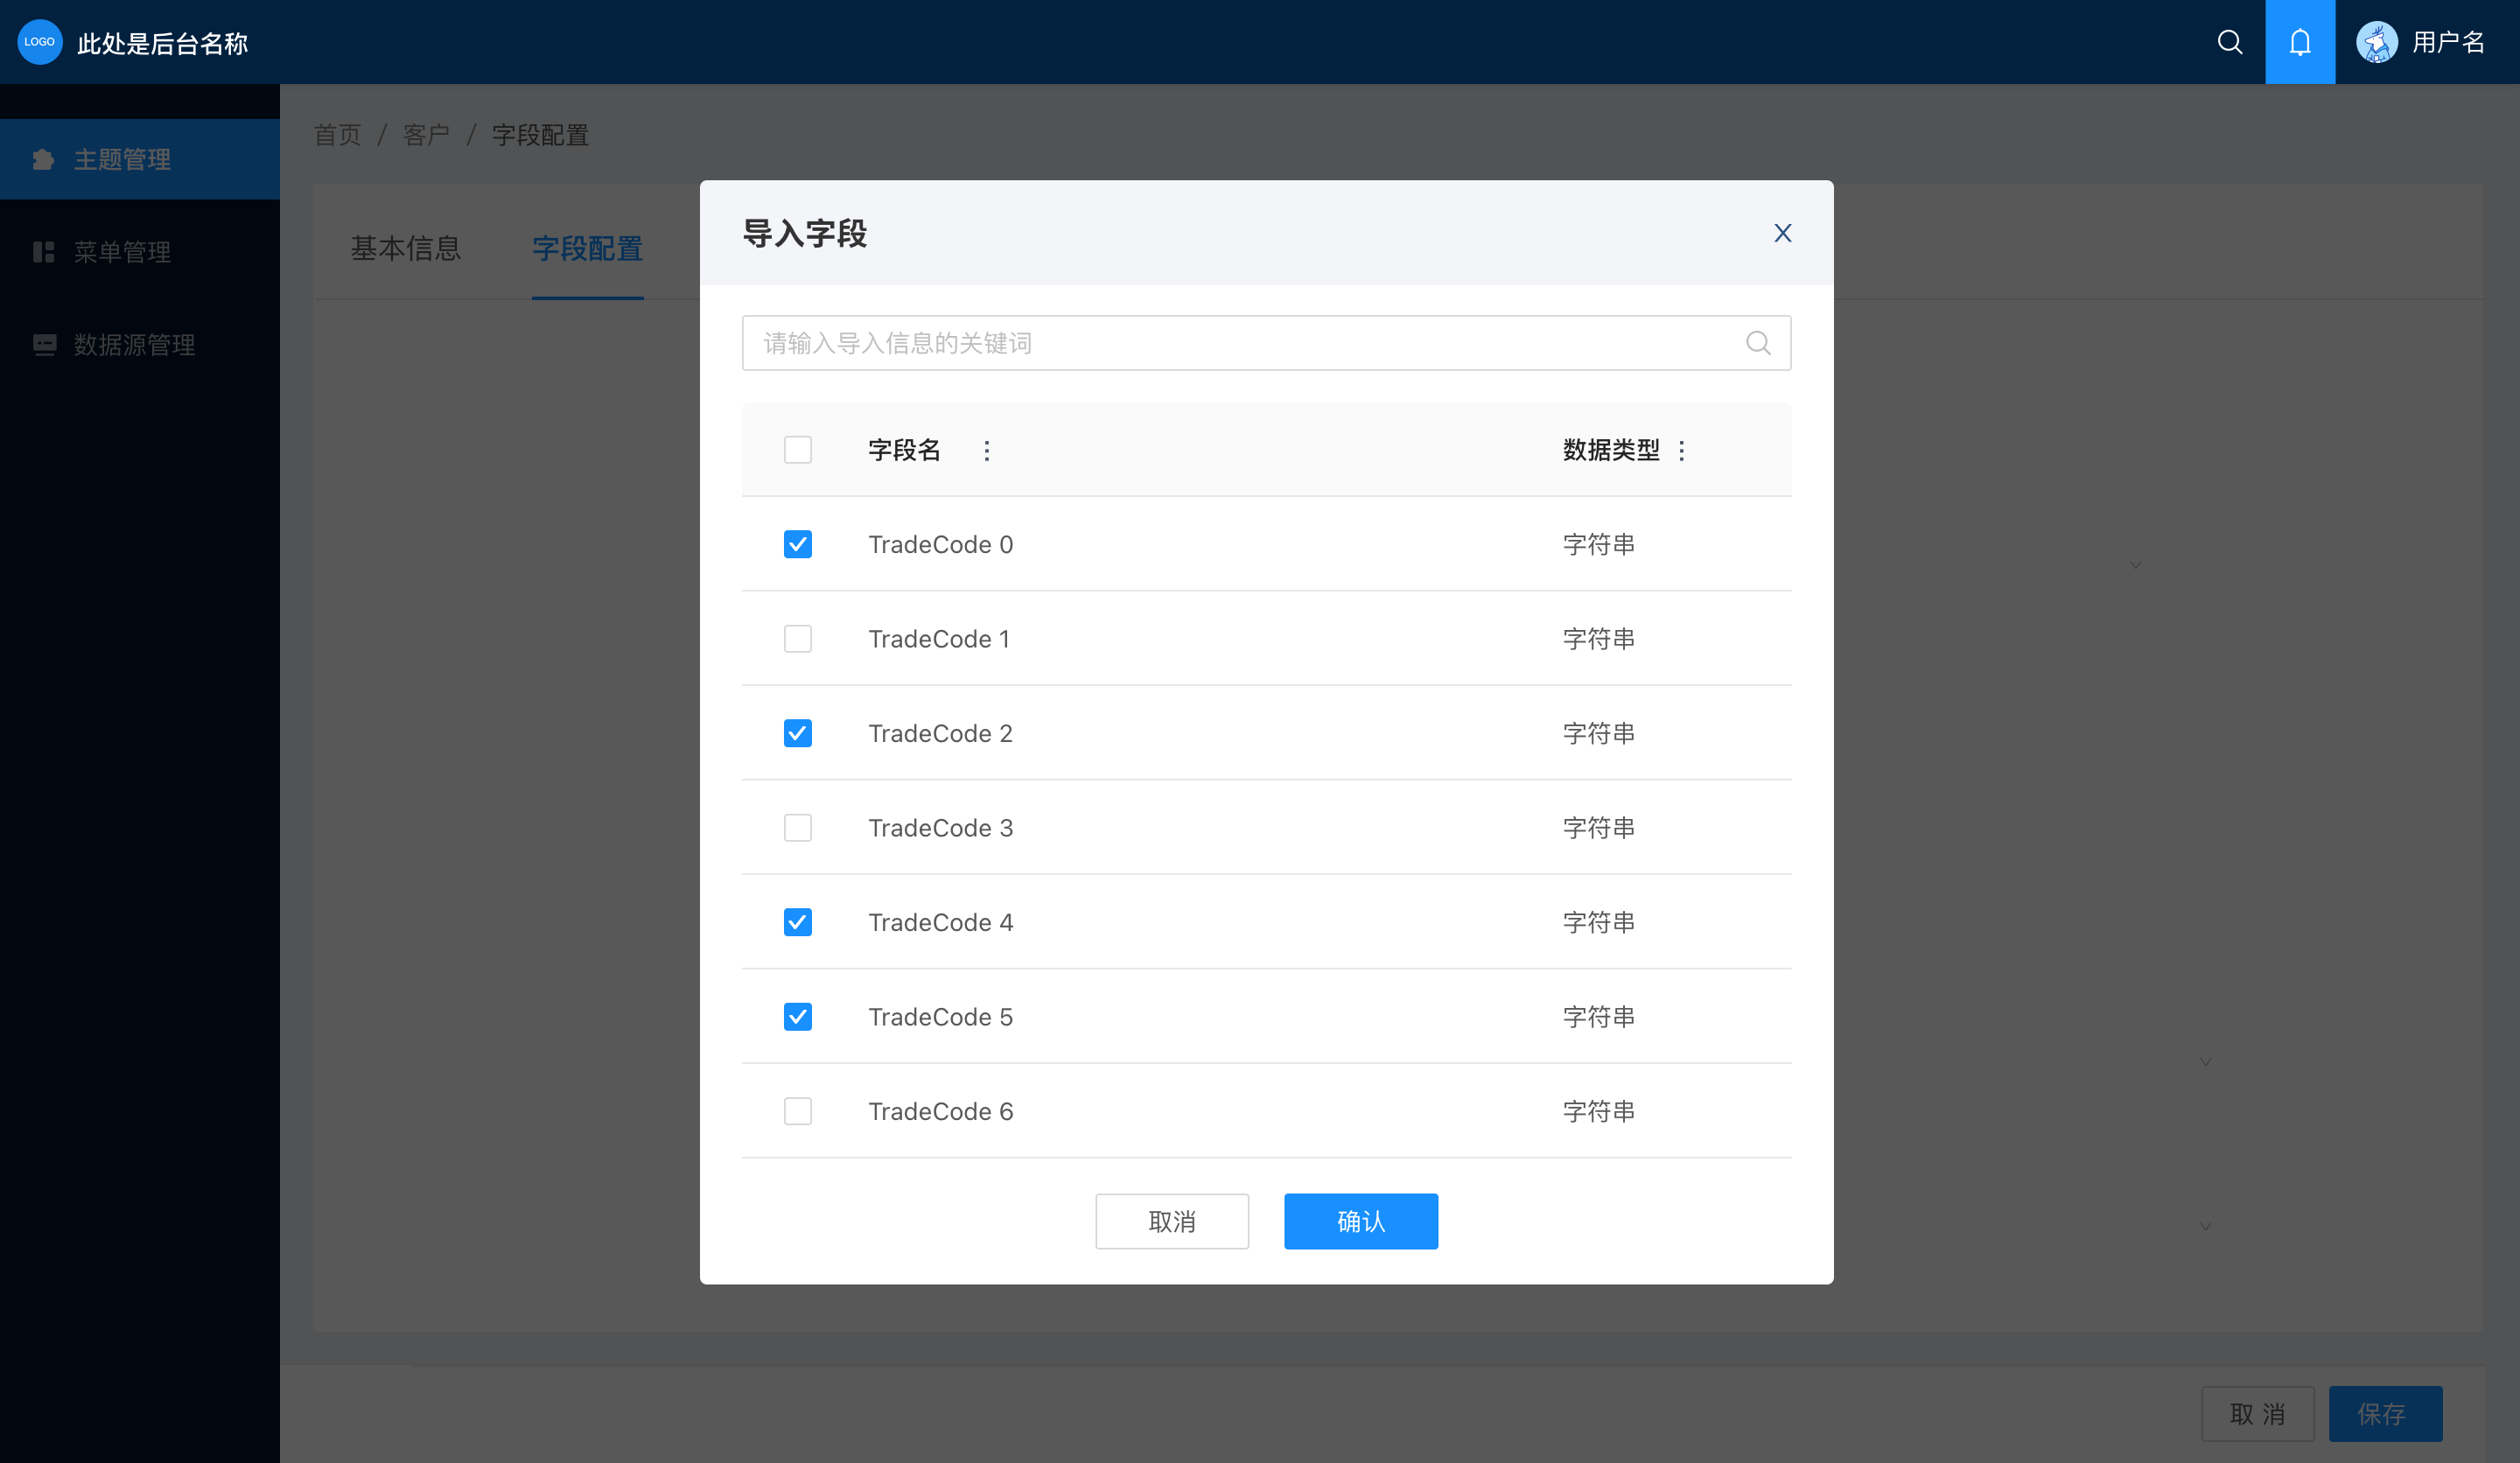 LOGO 此处是后台名称 用户名
主题管理
菜单管理
数据源管理
首页 / 客户 / 字段配置
基本信息 字段配置
导入字段
请输入导入信息的关键词
字段名 数据类型
TradeCode 0 字符串
TradeCode 1 字符串
TradeCode 2 字符串
TradeCode 3 字符串
TradeCode 4 字符串
TradeCode 5 字符串
TradeCode 6 字符串
取消 确认
取 消 保存